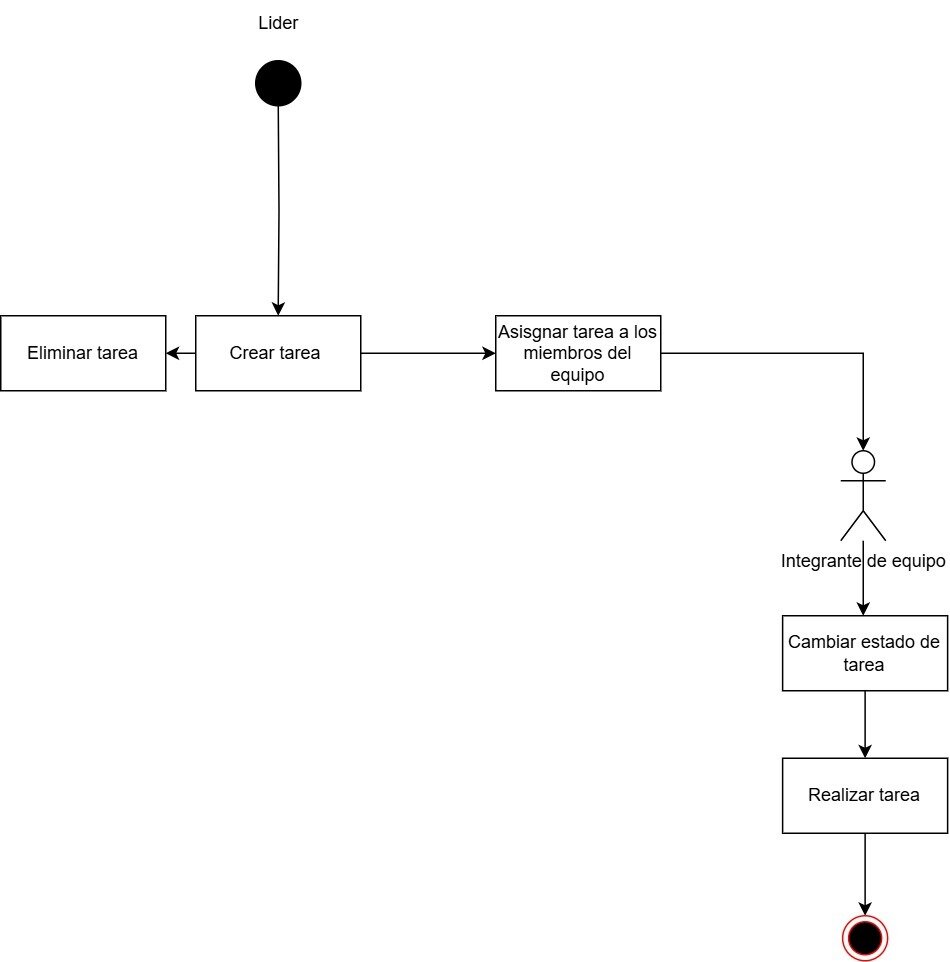 Lider
Eliminar tarea
Crear tarea
Asisgnar tarea a los
miembros del
equipo
Integrante de equipo
Cambiar estado de
tarea
Realizar tarea